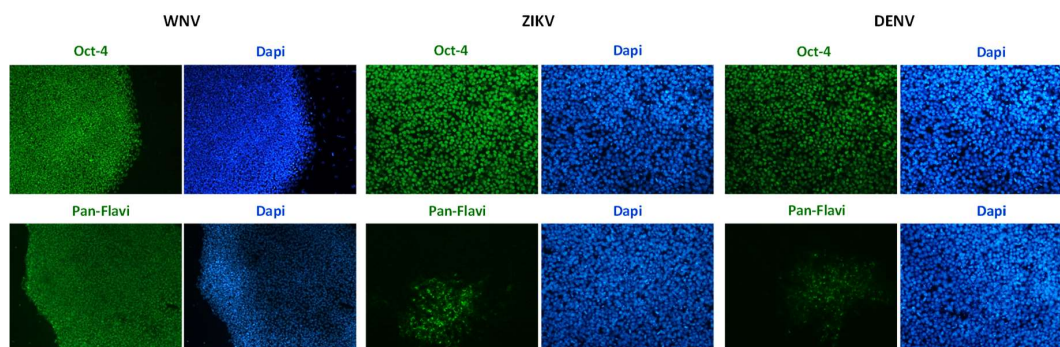 WNV ZIKV DENV
Oct-4 Dapi Oct-4 Dapi Oct-4 Dapi
Pan-Flavi Dapi Pan-Flavi Dapi Pan-Flavi Dapi